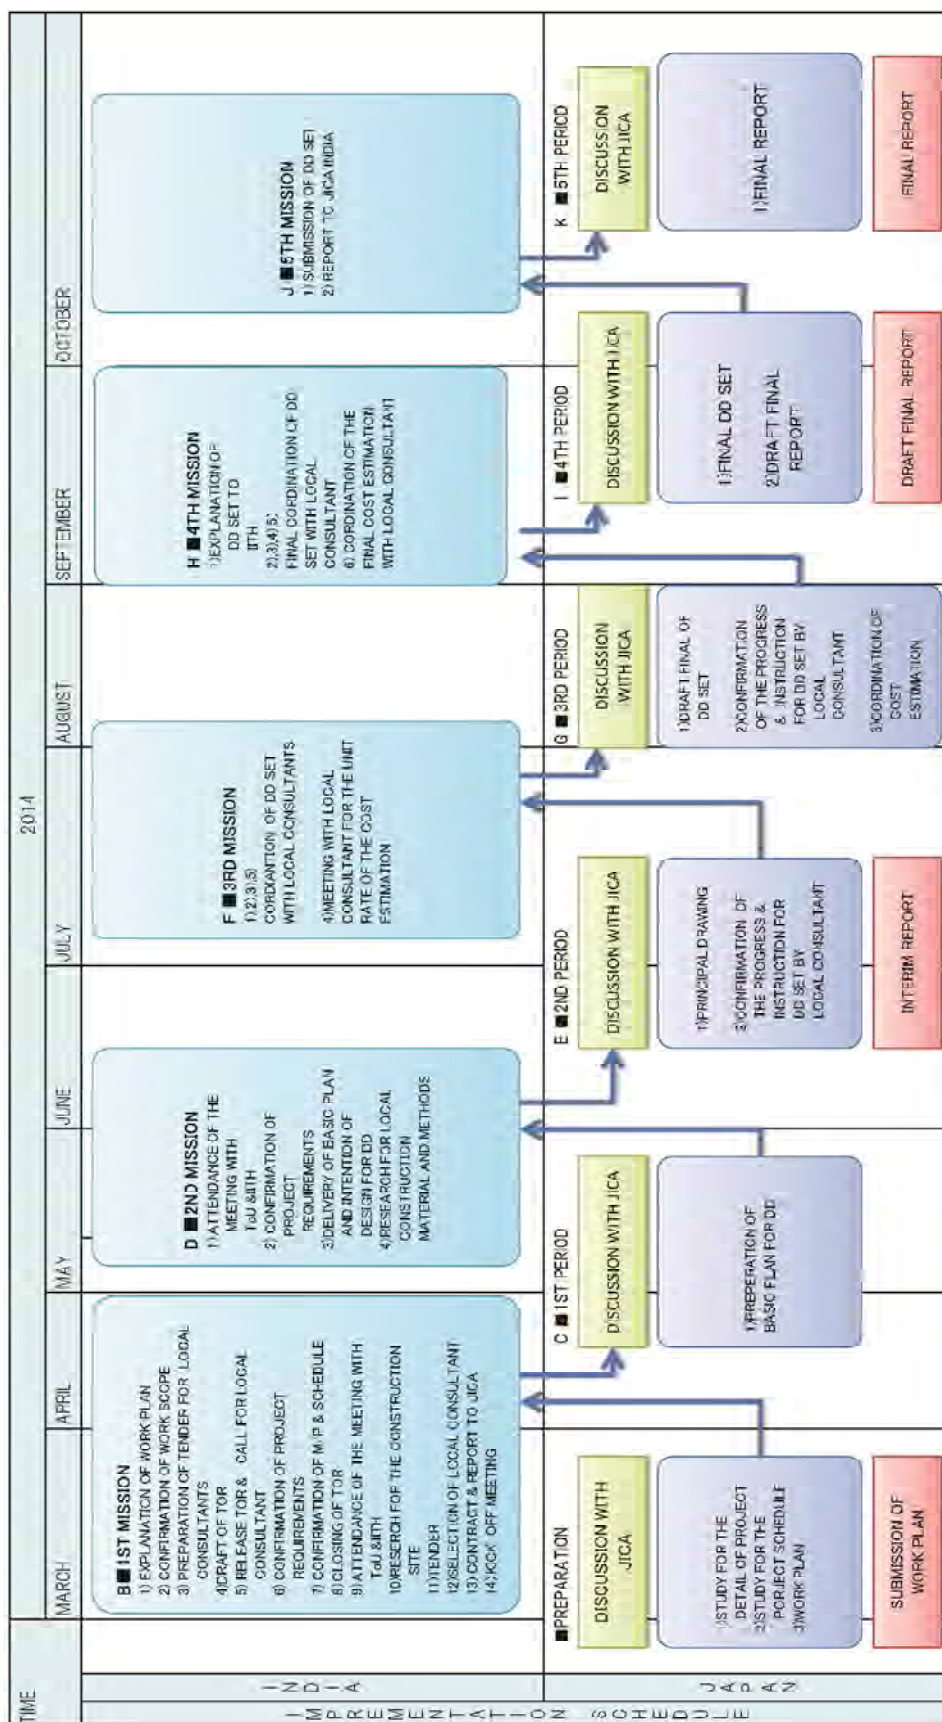 TIME
2014
MARCH
APRIL
MAY
JUNE
JULY
AUGUST
SEPTEMBER
OCTOBER
IMPREMENTATION SCHEDULE
INDIA
B ■1ST MISSION
1) EXPLANATION OF WORK PLAN
2) CONFIRMATION OF WORK SCOPE
3) PREPARATION OF TENDER FOR LOCAL
CONSULTANTS
4)CRAFT OF TOR
5) RELEASE TOR & CALL FOR LOCAL
CONSULTANT
6) CONFIRMATION OF PROJECT
REQUIREMENTS
7) CONFIRMATION OF M/P & SCHEDULE
8)CLOSING OF TOR
9) ATTENDANCE OF THE MEETING WITH
ToU &IITH
10)RESERCH FOR THE CONSTRUCTION
SITE
11)TENDER
12)SELECTION OF LOCAL CONSULTANT
13) CONTRACT & REPORT TO JICA
14)"KICK" OFF MEETING
D ■2ND MISSION
1) ATTENDANCE OF THE
MEETING WITH
ToU &IITH
2) CONFIRMATION OF
PROJECT
REQUIREMENTS
3)DELIVERY OF BASIC PLAN
AND INTENTION OF
DESIGN FOR DD
4)RESEARCH FOR LOCAL
CONSTRUCTION
MATERIAL AND METHODS
F ■3RD MISSION
1),2),3),5)
CORDIANTION OF DD SET
WITH LOCAL CONSULTANTS
4)MEETING WITH LOCAL
CONSULTANT FOR THE UNIT
RATE OF THE COST
ESTIMATION
H ■4TH MISSION
1)EXPLANATION OF
DD SET TO
IITH
2),3),4),5)
FINAL CORDINATION OF DD
SET WITH LOCAL
CONSULTANT
6) CORDINATION OF THE
FINAL COST ESTIMATION
WITH LOCAL CONSULTANT
J ■5TH MISSION
1) SUBMISSION OF DD SET
2) REPORT TO JICA INDIA
JAPAN
■PREPARATION
DISCUSSION WITH
JICA
1)STUDY FOR THE
DETAIL OF PROJECT
2)STUDY FOR THE
PORJECT SCHEDULE
3)WORK PLAN
SUBMISSION OF
WORK PLAN
C ■1ST PERIOD
DISCUSSION WITH JICA
1)PREPERATION OF
BASIC PLAN FOR DD
E ■2ND PERIOD
DISCUSSION WITH JICA
1)PRINCIPAL DRAWING
2)CONFIRMATION OF
THE PROGRESS &
INSTRUCTION FOR
DD SET BY
LOCAL CONSULTANT
INTERIM REPORT
G ■3RD PERIOD
DISCUSSION
WITH JICA
1)DRAFT FINAL OF
DD SET
2)CONFIRMATION
OF THE PROGRESS
& INSTRUCTION
FOR DD SET BY
LOCAL
CONSULTANT
3)CORDINATION OF
COST
ESTIMATION
I ■4TH PERIOD
DISCUSSION WITH JICA
1)FINAL DD SET
2)DRAFT FINAL
REPORT
DRAFT FINAL REPORT
K ■5TH PERIOD
DISCUSSION
WITH JICA
1)FINAL REPORT
FINAL REPORT